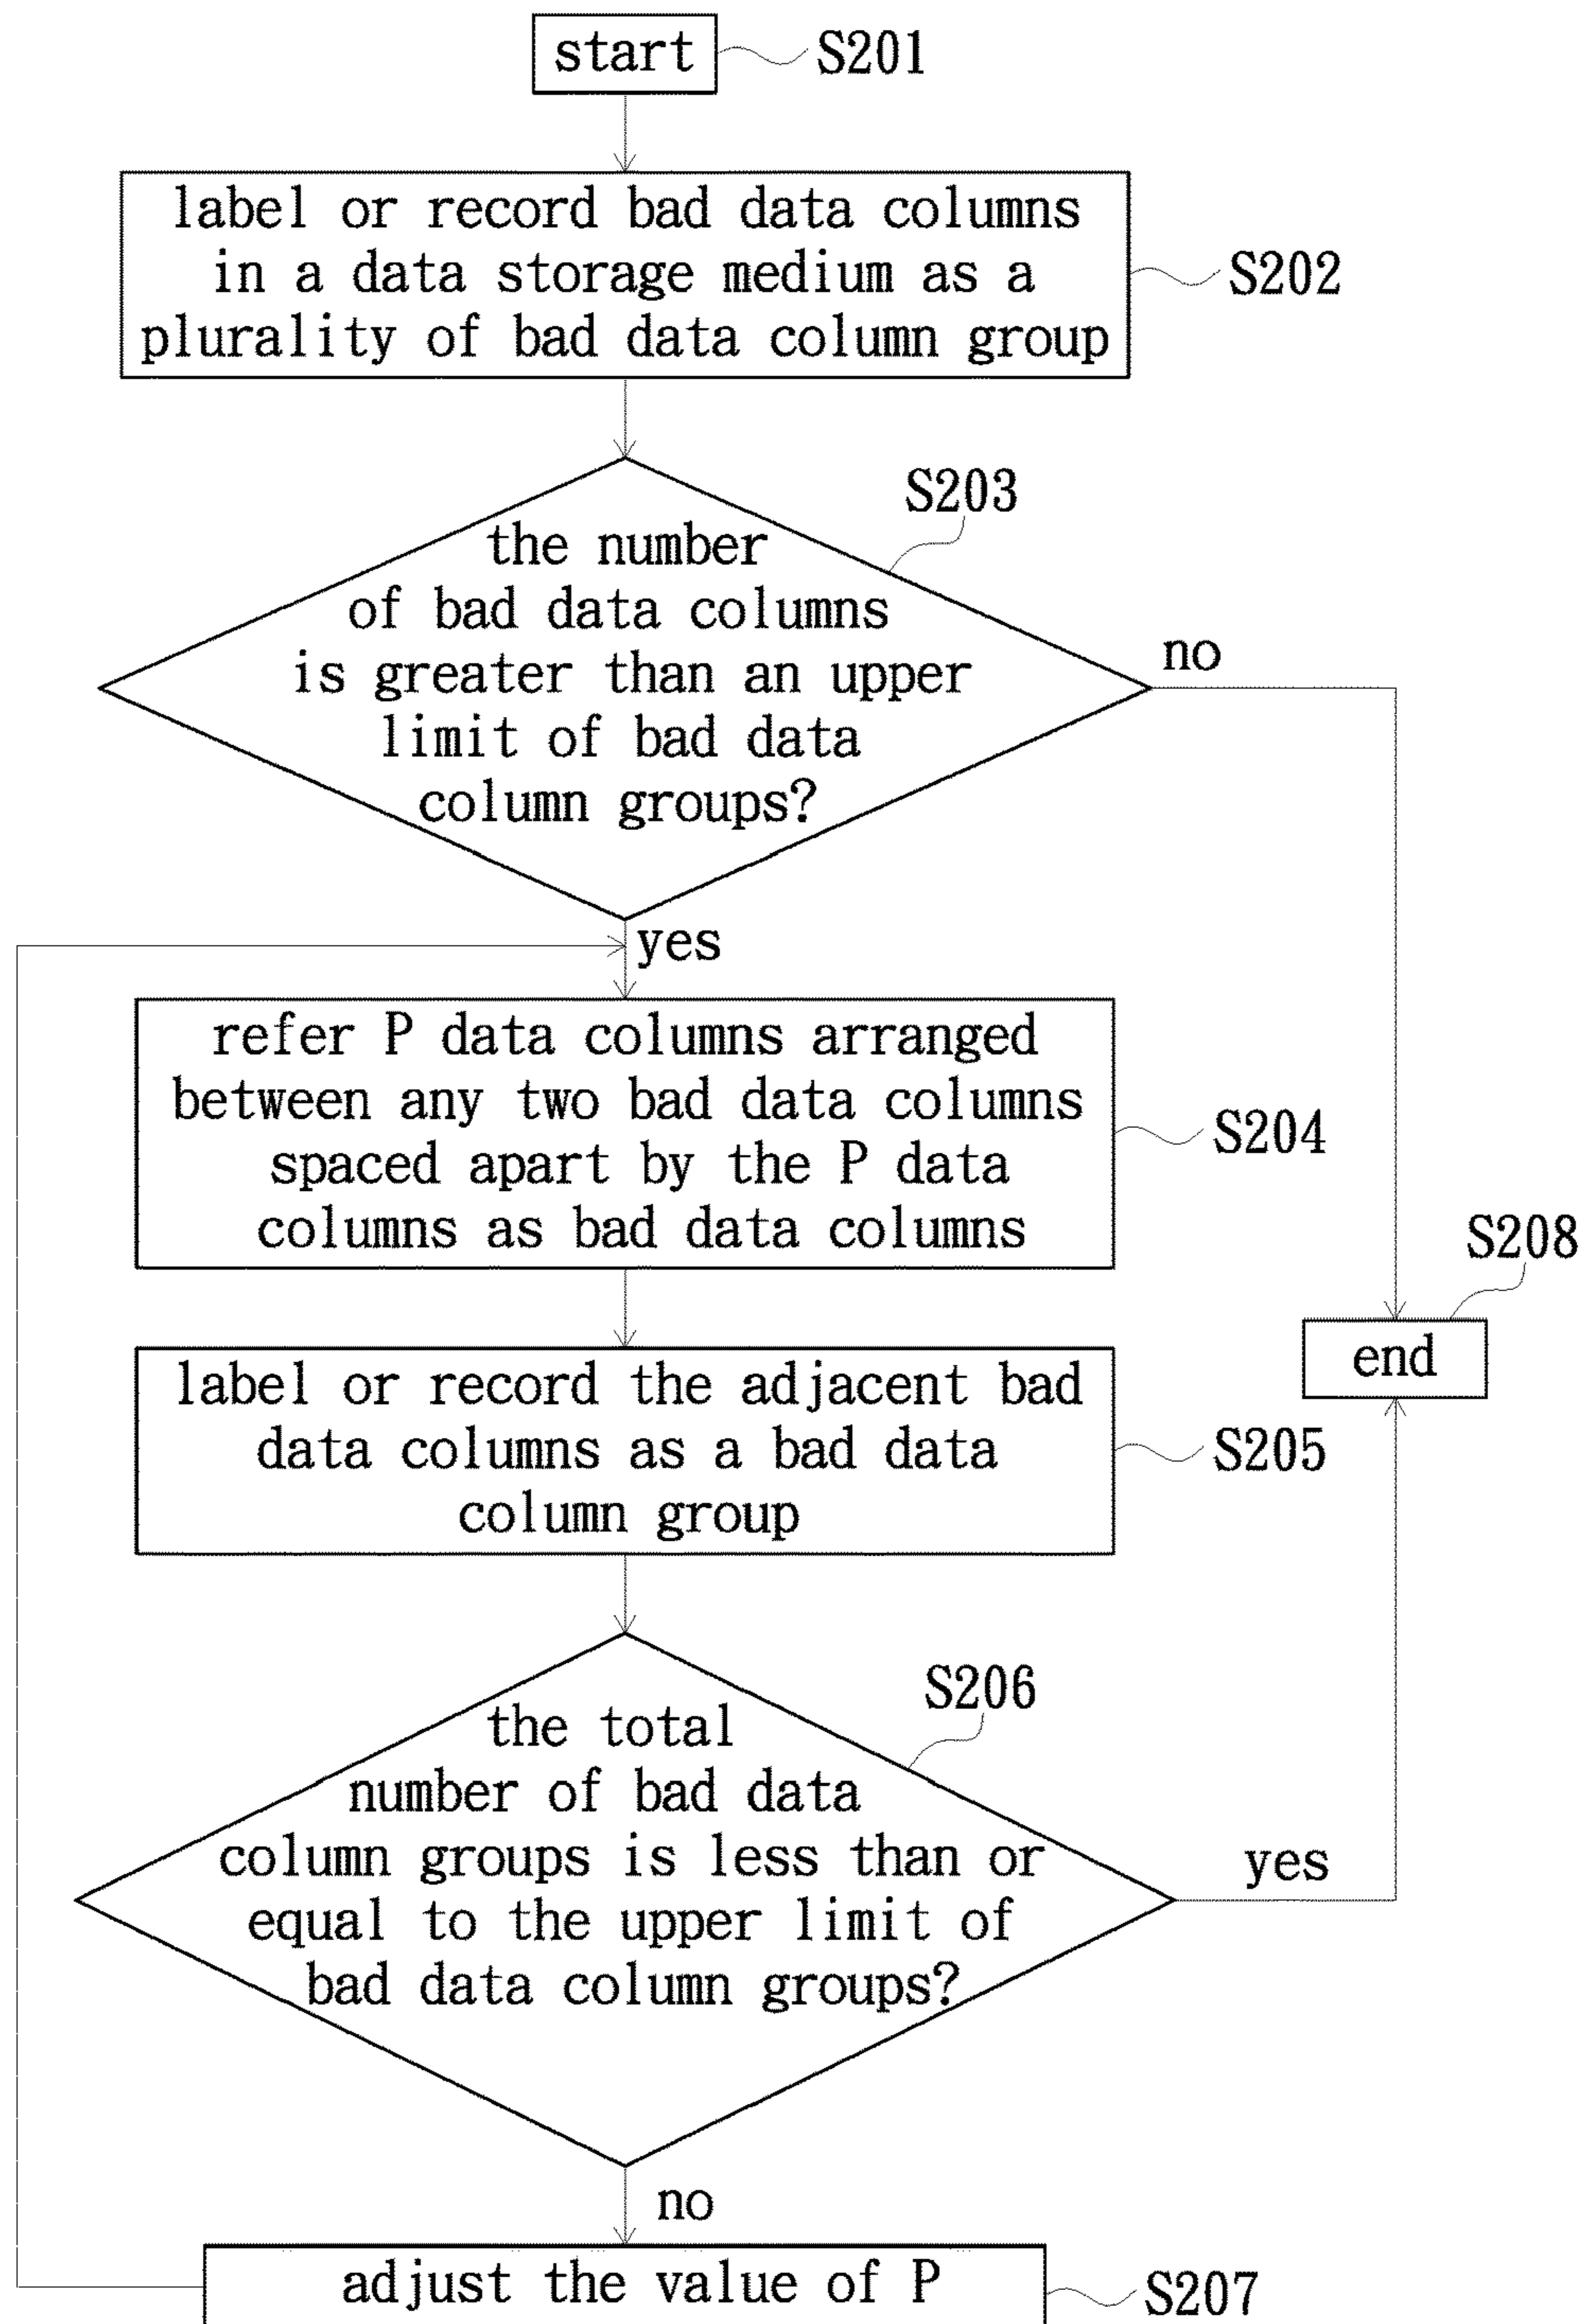 start
S201
label or record bad data columns
in a data storage medium as a
plurality of bad data column group
S202
S203
the number
of bad data columns
is greater than an upper
limit of bad data
column groups?
no
yes
refer P data columns arranged
between any two bad data columns
spaced apart by the P data
columns as bad data columns
S204
S208
end
label or record the adjacent bad
data columns as a bad data
column group
S205
S206
the total
number of bad data
column groups is less than or
equal to the upper limit of
bad data column groups?
yes
no
adjust the value of P
S207